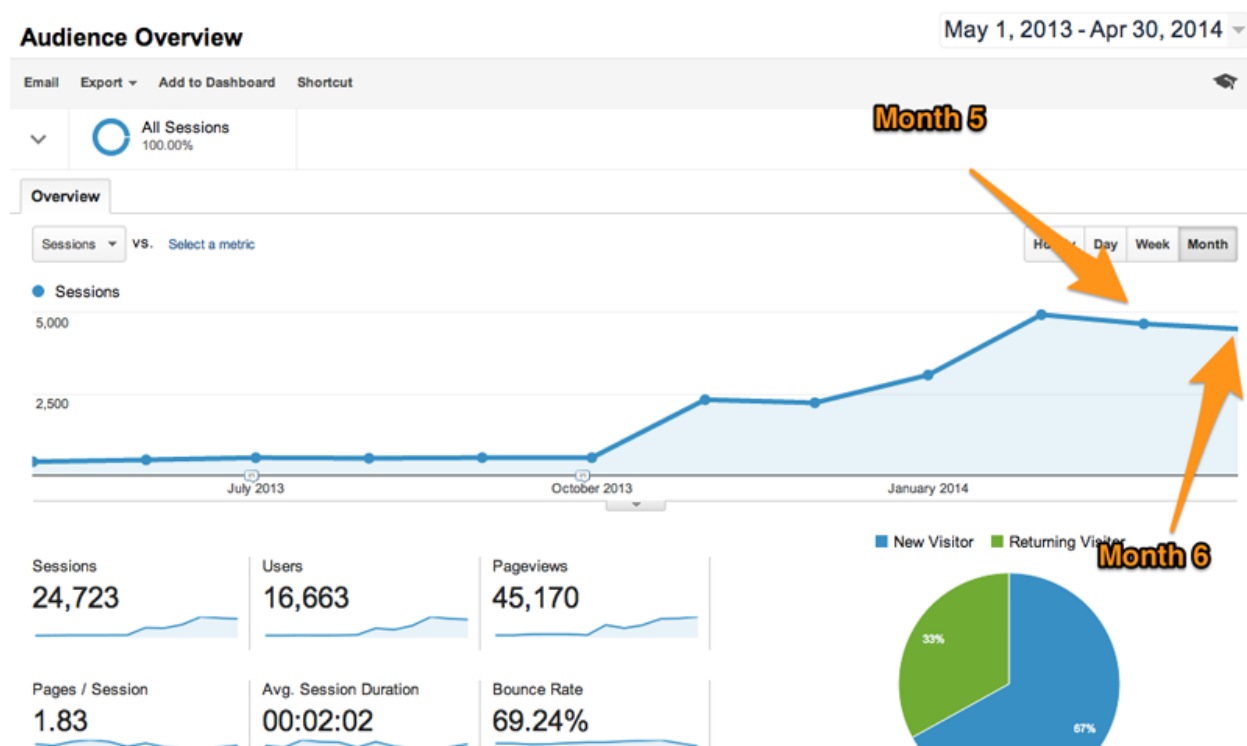 Audience Overview
May 1, 2013 - Apr 30, 2014
Email Export Add to Dashboard Shortcut
All Sessions
100.00%
Month 5
Overview
Sessions VS. Select a metric
Day Week Month
Sessions
5,000
2,500
July 2013 October 2013 January 2014
New Visitor Returning Visitor
Month 6
Sessions Users Pageviews
24,723 16,663 45,170
33%
Pages / Session Avg. Session Duration Bounce Rate
1.83 00:02:02 69.24%
67%